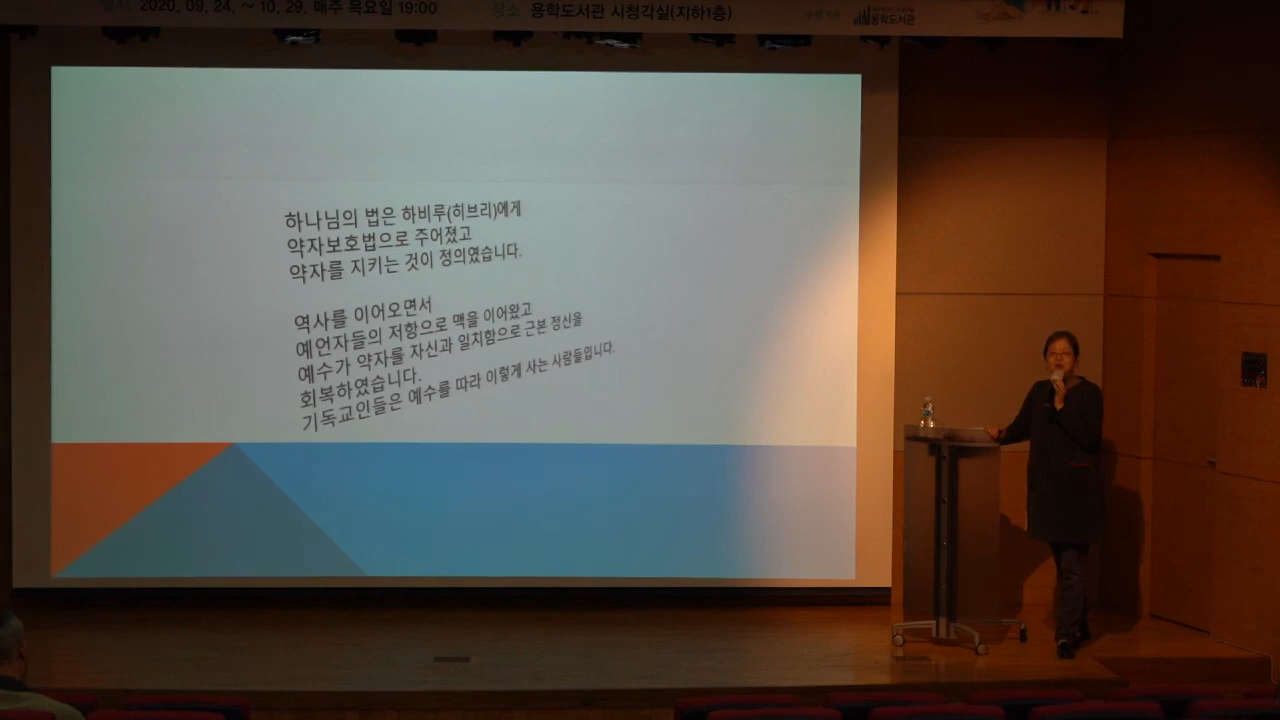 일시 2020. 09. 24. ~ 10. 29. 매주 목요일 19:00 장소 용학도서관 시청각실(지하1층)
용학도서관
하나님의 법은 하비루(히브리)에게
약자보호법으로 주어졌고
약자를 지키는 것이 정의였습니다.
역사를 이어오면서
예언자들의 저항으로 맥을 이어왔고
예수가 약자를 자신과 일치함으로 근본 정신을
회복하였습니다.
기독교인들은 예수를 따라 이렇게 사는 사람들입니다.